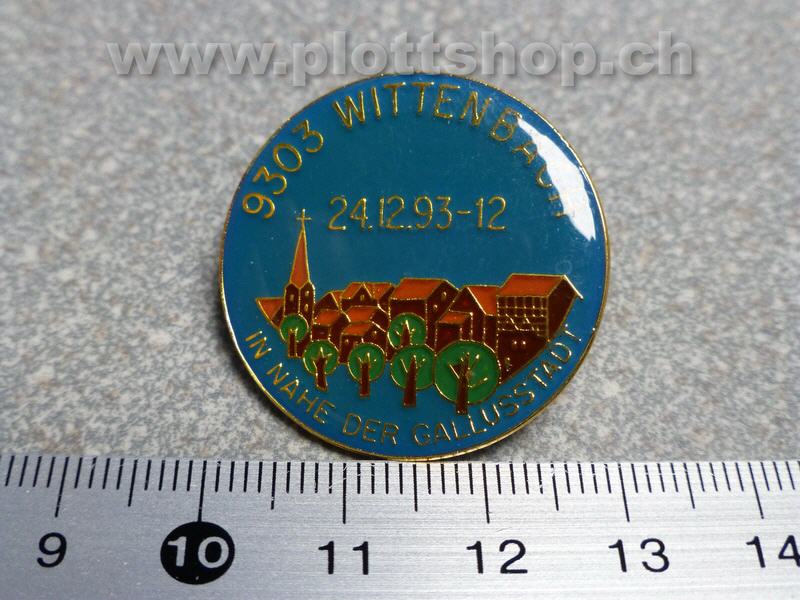 www.plottshop.ch
9303 WITTENBACH
24.12.93-12
IN NÄHE DER GALLUSSTADT
9 10 11 12 13 14